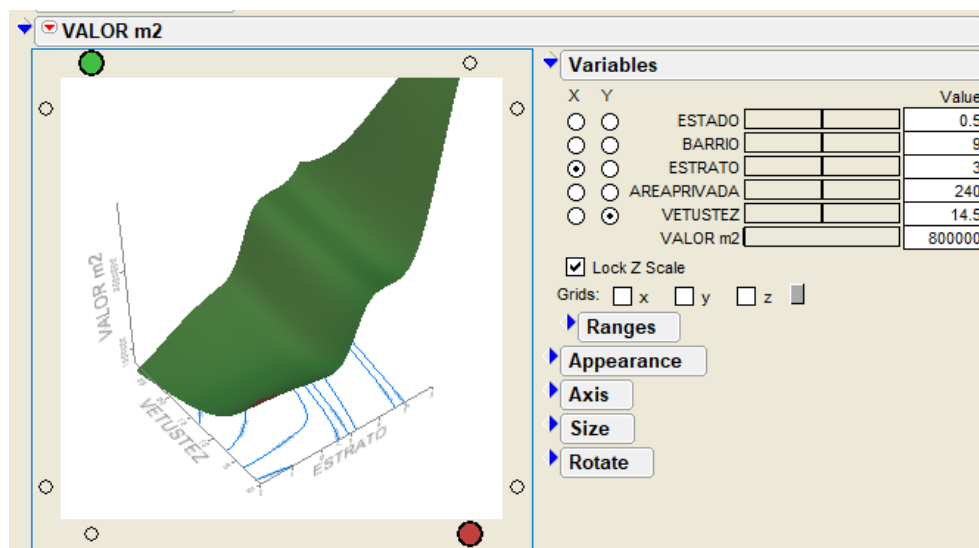 VALOR m2
Variables
X Y Value
ESTADO 0.5
BARRIO 9
ESTRATO 3
AREAPRIVADA 240
VETUSTEZ 14.5
VALOR m2 800000
Lock Z Scale
Grids: x y z
Ranges
Appearance
Axis
Size
Rotate
VALOR m2
VETUSTEZ
ESTRATO